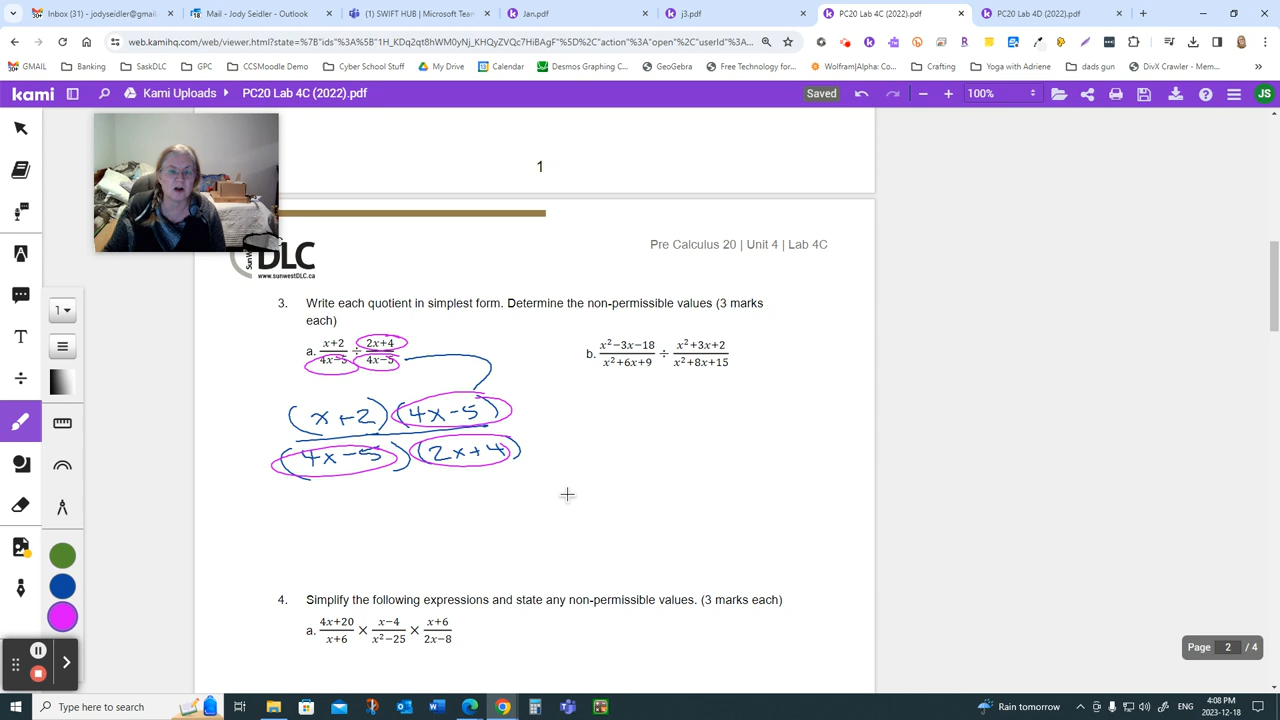 Inbox (31) - jodyseidler@gmail.
Mail - Jody Seidler - Outlook
(1) SWIFT HUB | Microsoft Team
Jan.pdf
j3.pdf
PC20 Lab 4C (2022).pdf
PC20 Lab 4D (2022).pdf
GMAIL
Banking
SaskDLC
GPC
CCSMoodle Demo
Cyber School Stuff
My Drive
Calendar
Desmos Graphing C...
GeoGebra
Free Technology for...
Wolfram|Alpha: Co...
Crafting
Yoga with Adriene
dads gun
DivX Crawler - Mem...
kami
Kami Uploads
PC20 Lab 4C (2022).pdf
Saved
100%
JS
1
DLC
www.sunwestDLC.ca
Pre Calculus 20 | Unit 4 | Lab 4C
3. Write each quotient in simplest form. Determine the non-permissible values (3 marks
each)
a. x+2/4x−5 ÷ 2x+4/4x−5
b. x²−3x−18/x²+6x+9 ÷ x²+3x+2/x²+8x+15
(x+2)(4x−5)
(4x−5)(2x+4)
4. Simplify the following expressions and state any non-permissible values. (3 marks each)
a. 4x+20/x+6 × x−4/x²−25 × x+6/2x−8
Page 2 / 4
Type here to search
Rain tomorrow
ENG
4:08 PM
2023-12-18